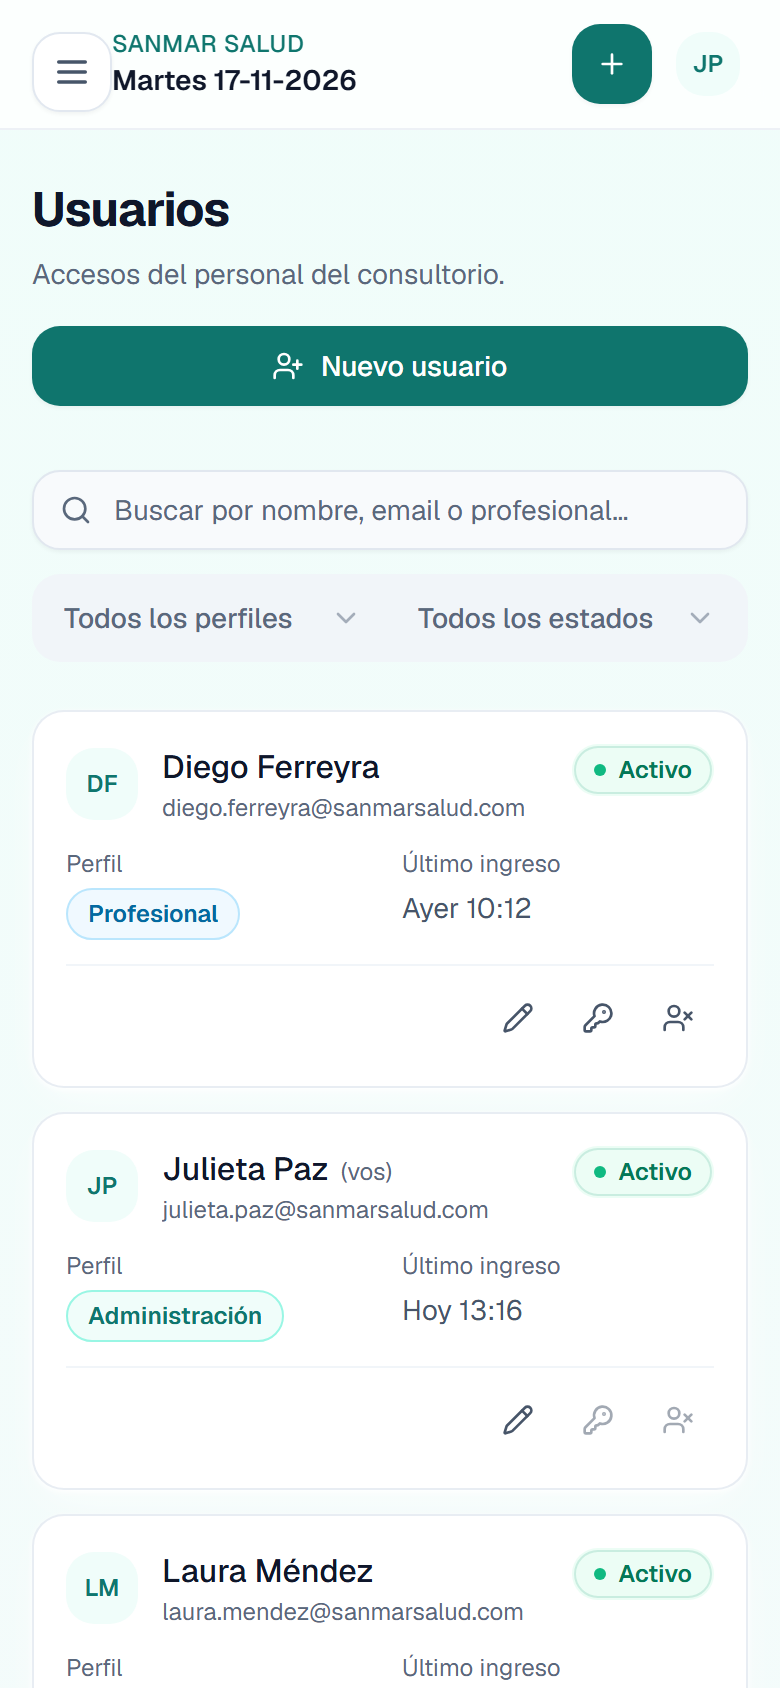 SANMAR SALUD
Martes 17-11-2026
JP
Usuarios
Accesos del personal del consultorio.
Nuevo usuario
Buscar por nombre, email o profesional...
Todos los perfiles
Todos los estados
DF
Diego Ferreyra
Activo
diego.ferreyra@sanmarsalud.com
Perfil
Último ingreso
Profesional
Ayer 10:12
JP
Julieta Paz (vos)
Activo
julieta.paz@sanmarsalud.com
Perfil
Último ingreso
Administración
Hoy 13:16
LM
Laura Méndez
Activo
laura.mendez@sanmarsalud.com
Perfil
Último ingreso